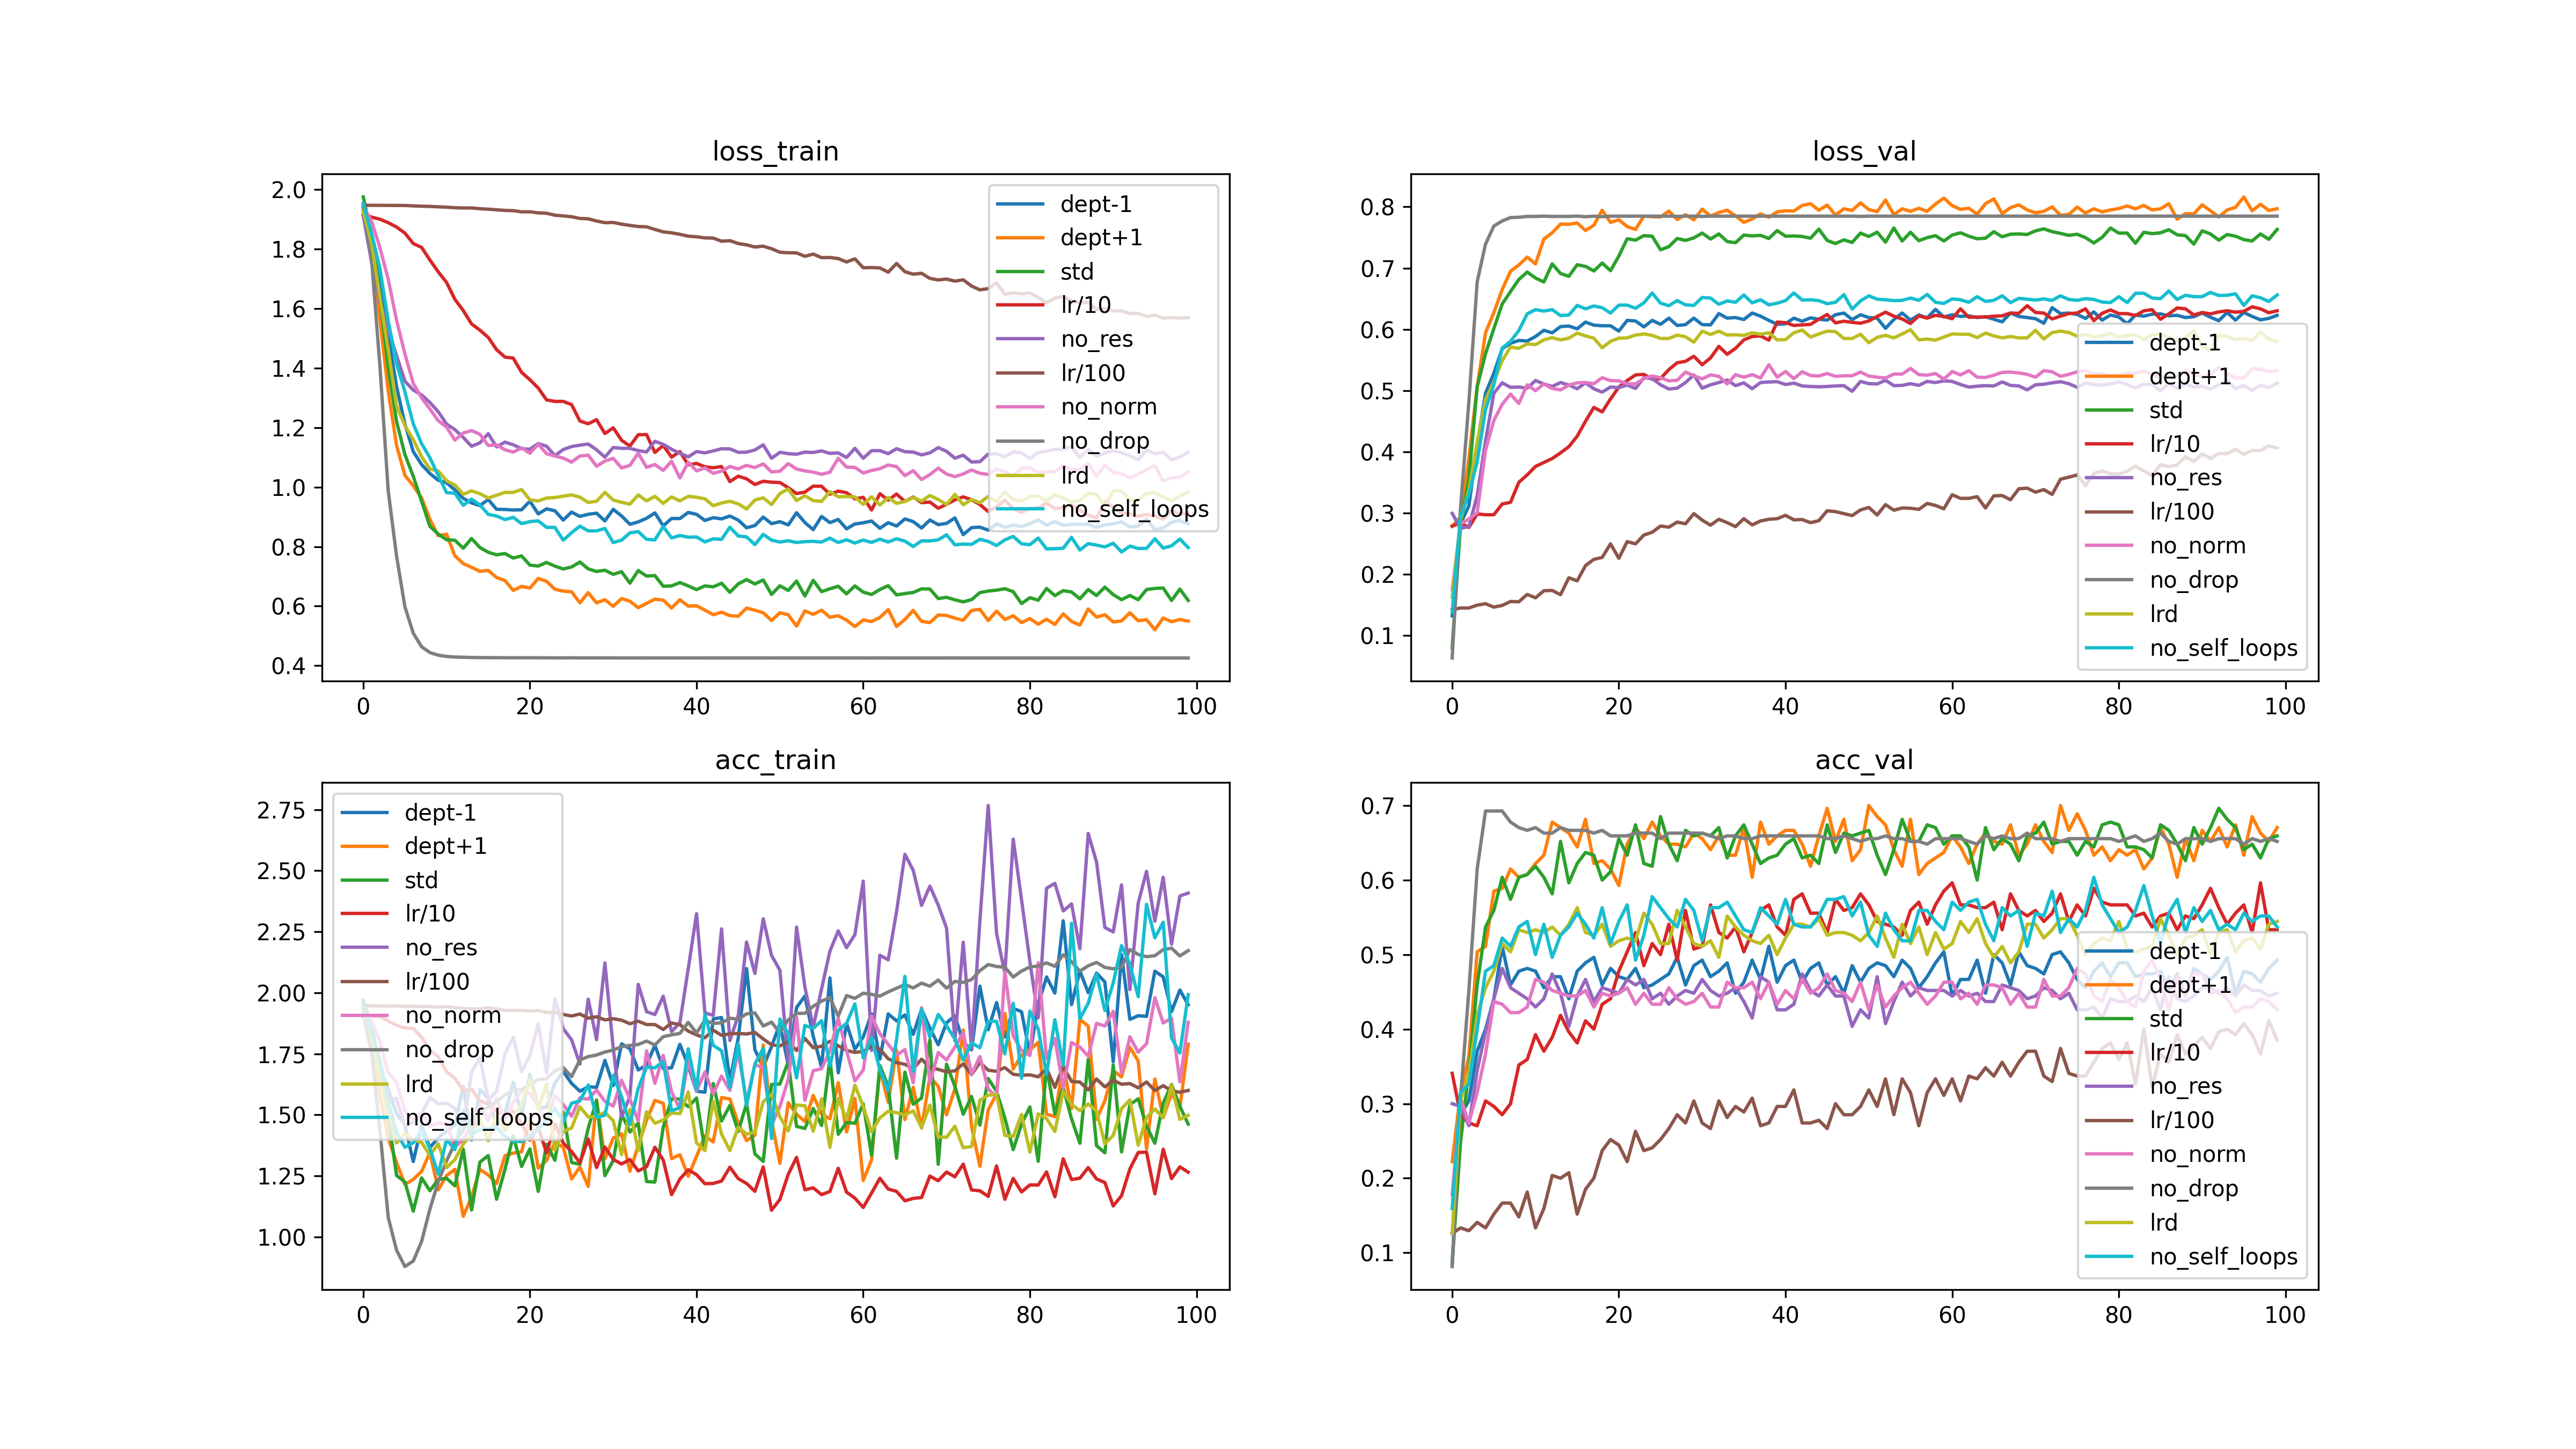 loss_train
2.0
1.8
1.6
1.4
1.2
1.0
0.8
0.6
0.4
0
20
40
60
80
100
dept-1
dept+1
std
lr/10
no_res
lr/100
no_norm
no_drop
lrd
no_self_loops
loss_val
0.8
0.7
0.6
0.5
0.4
0.3
0.2
0.1
0
20
40
60
80
100
dept-1
dept+1
std
lr/10
no_res
lr/100
no_norm
no_drop
lrd
no_self_loops
acc_train
2.75
2.50
2.25
2.00
1.75
1.50
1.25
1.00
0
20
40
60
80
100
dept-1
dept+1
std
lr/10
no_res
lr/100
no_norm
no_drop
lrd
no_self_loops
acc_val
0.7
0.6
0.5
0.4
0.3
0.2
0.1
0
20
40
60
80
100
dept-1
dept+1
std
lr/10
no_res
lr/100
no_norm
no_drop
lrd
no_self_loops